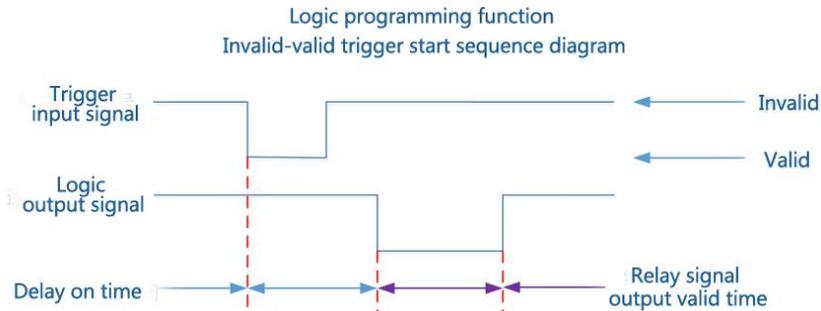 Logic programming function
Invalid-valid trigger start sequence diagram
Trigger
input signal
Invalid
Valid
Logic
output signal
Delay on time
Relay signal
output valid time